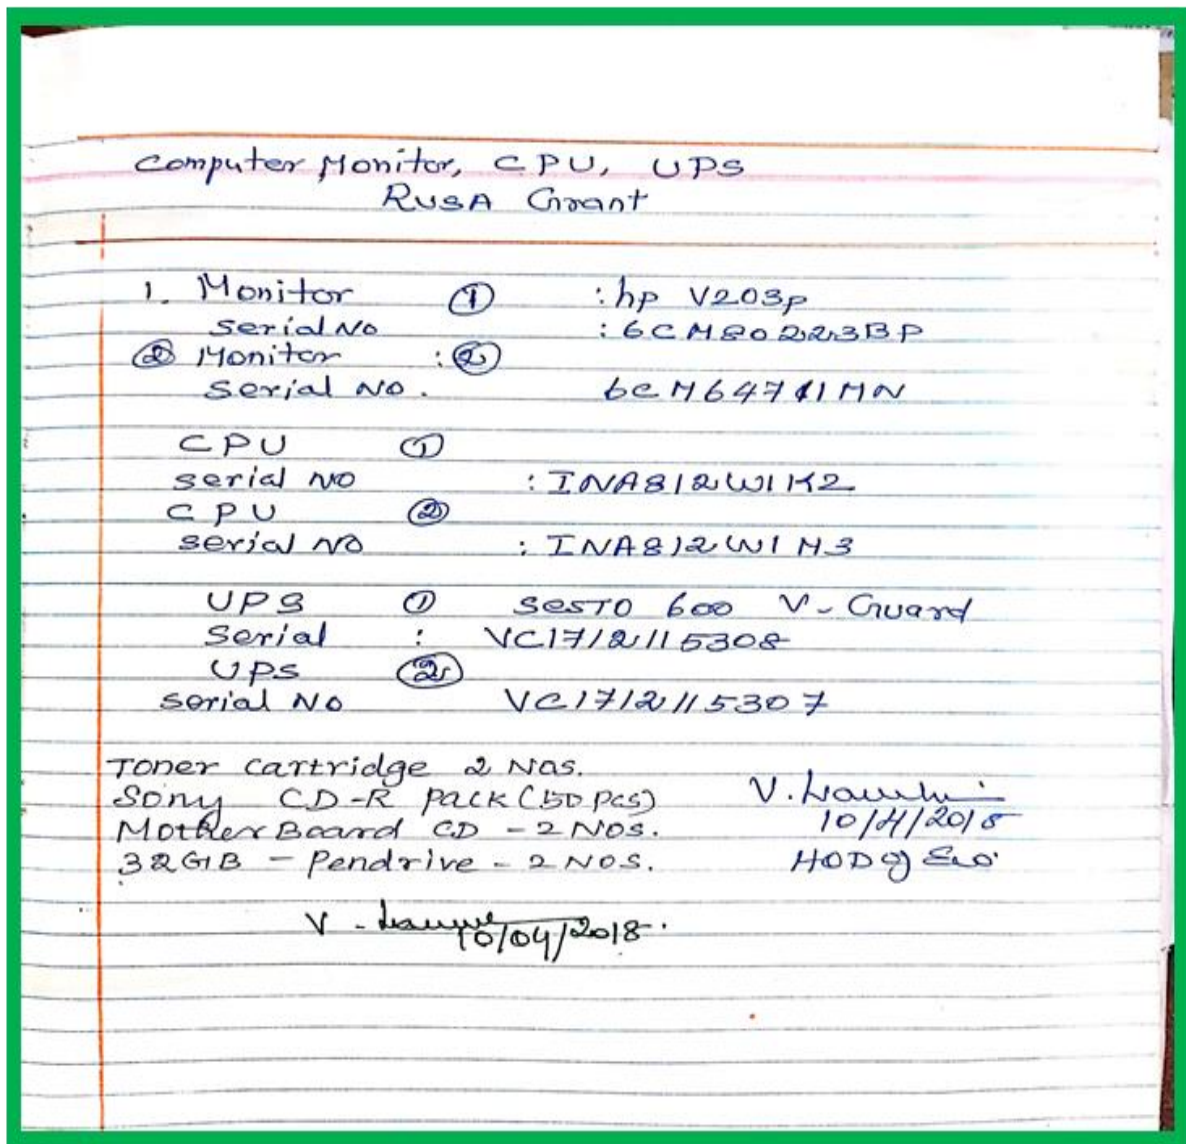 Computer Monitor, CPU, UPS
RUSA Grant
1. Monitor ① : hp V203p
serial No : 6CM80223BP
② Monitor : ②
serial No. 6CM64711MN
CPU ①
serial NO : INA812W1K2
CPU ②
serial NO : INA812W1M3
UPS ① SESTO 600 V-Guard
Serial : VC1712115308
UPS ②
serial No VC1712115307
Toner cartridge 2 Nos.
Sony CD-R pack (50 pcs)
Mother Board CD - 2 NOS.
32GB - Pendrive - 2 NOS.
V.
10/4/2018
HOD of Eco.
V. 10/04/2018.